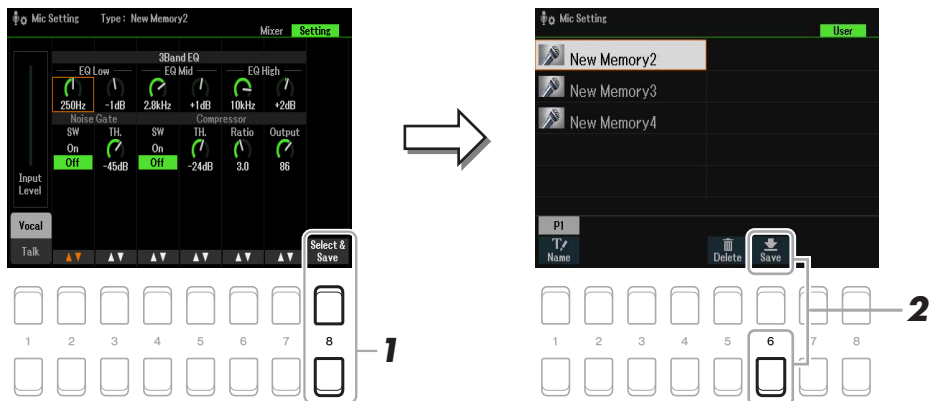 Mic Setting Type : New Memory2
Mixer Setting
3Band EQ
EQ Low EQ Mid EQ High
250Hz -1dB 2.8kHz +1dB 10kHz +2dB
Noise Gate Compressor
SW TH. SW TH. Ratio Output
On On
Off -45dB Off -24dB 3.0 86
Input
Level
Vocal
Talk
Select &
Save
1 2 3 4 5 6 7 8
1
Mic Setting
User
New Memory2
New Memory3
New Memory4
P1
Name Delete Save
1 2 3 4 5 6 7 8
2